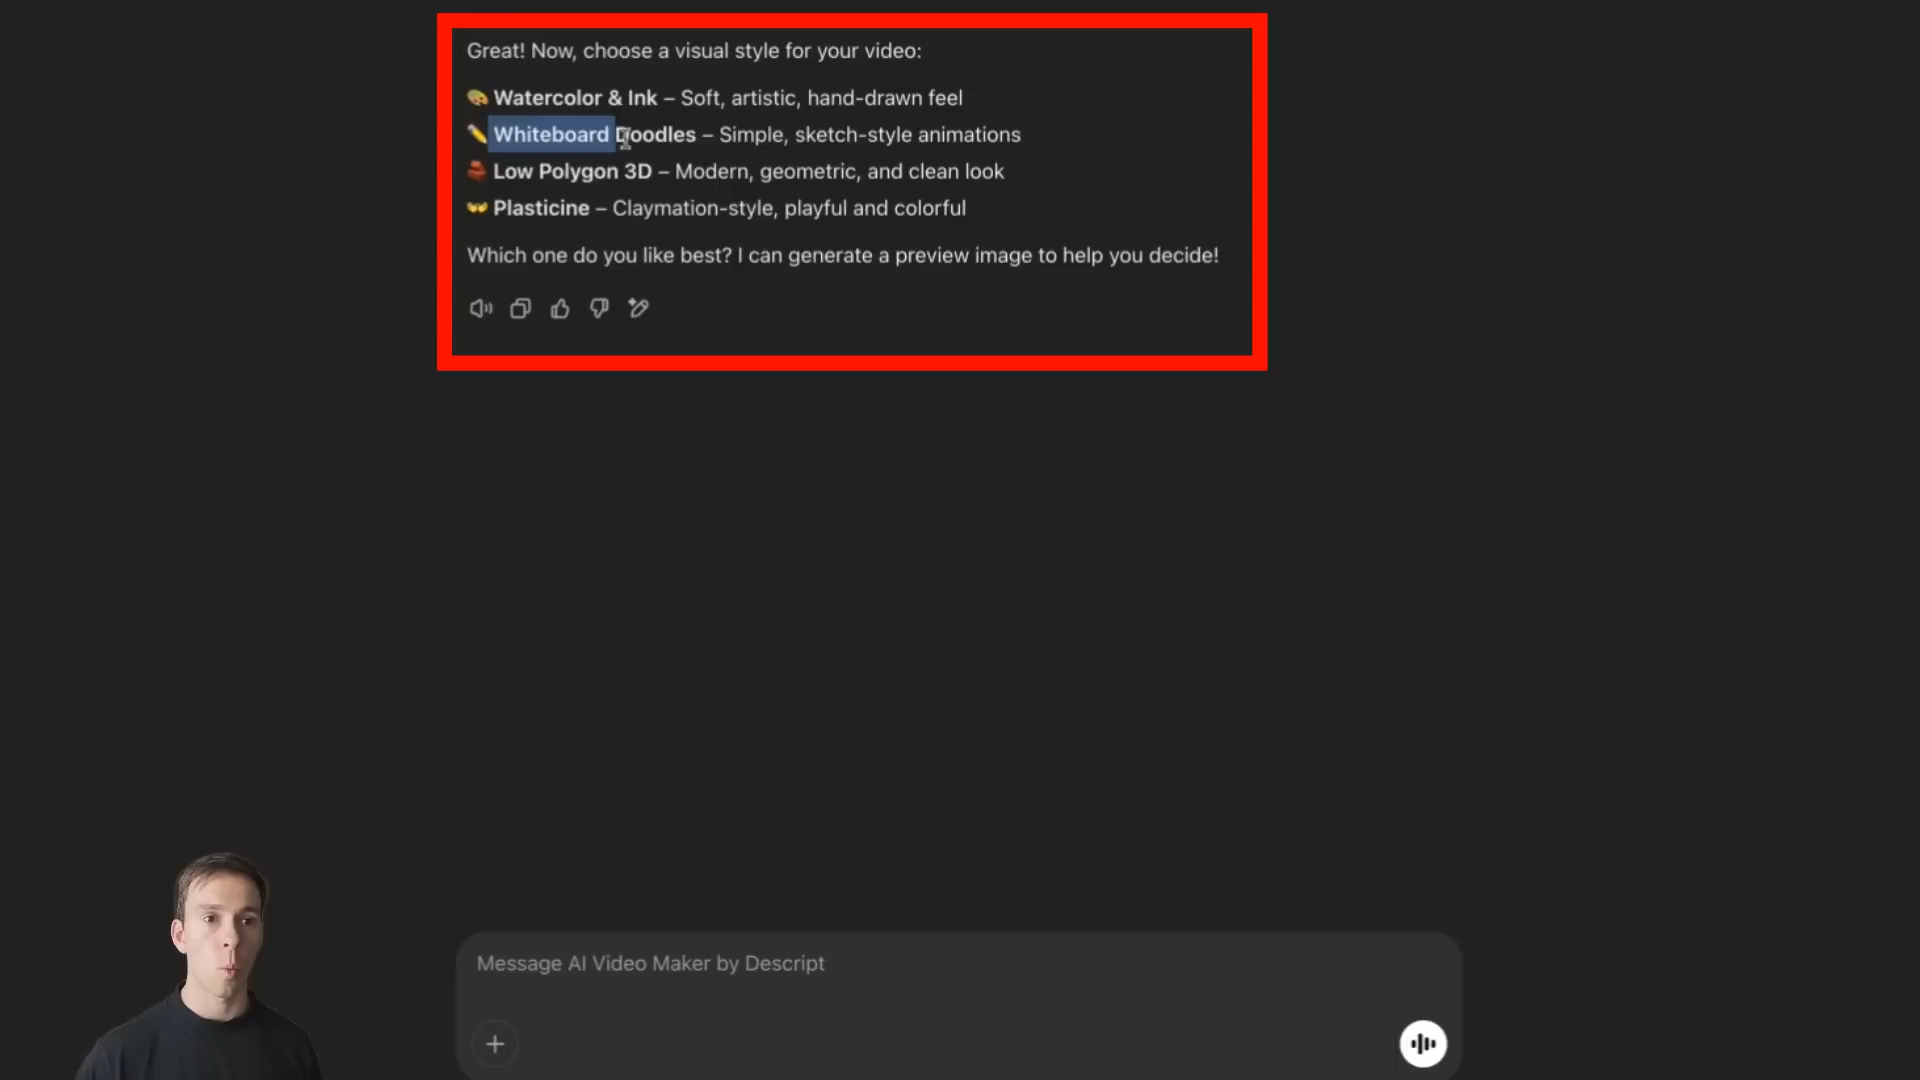 Great! Now, choose a visual style for your video:
🎨 Watercolor & Ink – Soft, artistic, hand-drawn feel
✏️ Whiteboard Doodles – Simple, sketch-style animations
Low Polygon 3D – Modern, geometric, and clean look
Plasticine – Claymation-style, playful and colorful
Which one do you like best? I can generate a preview image to help you decide!
Message AI Video Maker by Descript